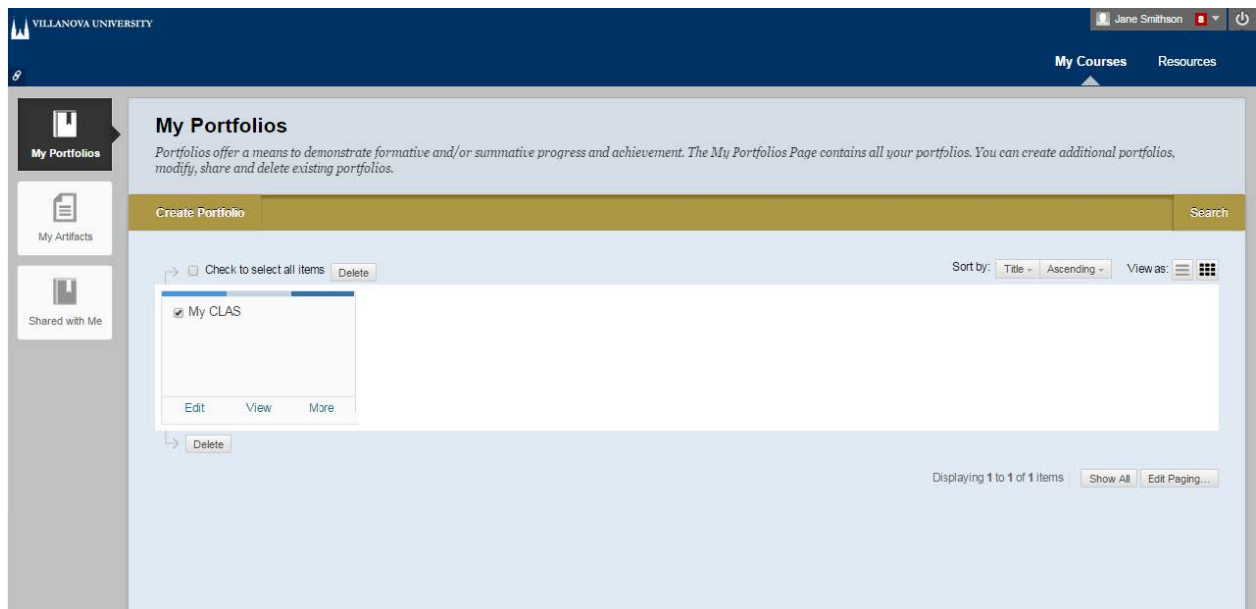 VILLANOVA UNIVERSITY
Jane Smithson 8
My Courses Resources
My Portfolios
My Artifacts
Shared with Me
My Portfolios
Portfolios offer a means to demonstrate formative and/or summative progress and achievement. The My Portfolios Page contains all your portfolios. You can create additional portfolios,
modify, share and delete existing portfolios.
Create Portfolio Search
Check to select all items Delete
Sort by: Title Ascending View as:
My CLAS
Edit View More
Delete
Displaying 1 to 1 of 1 items Show All Edit Paging...